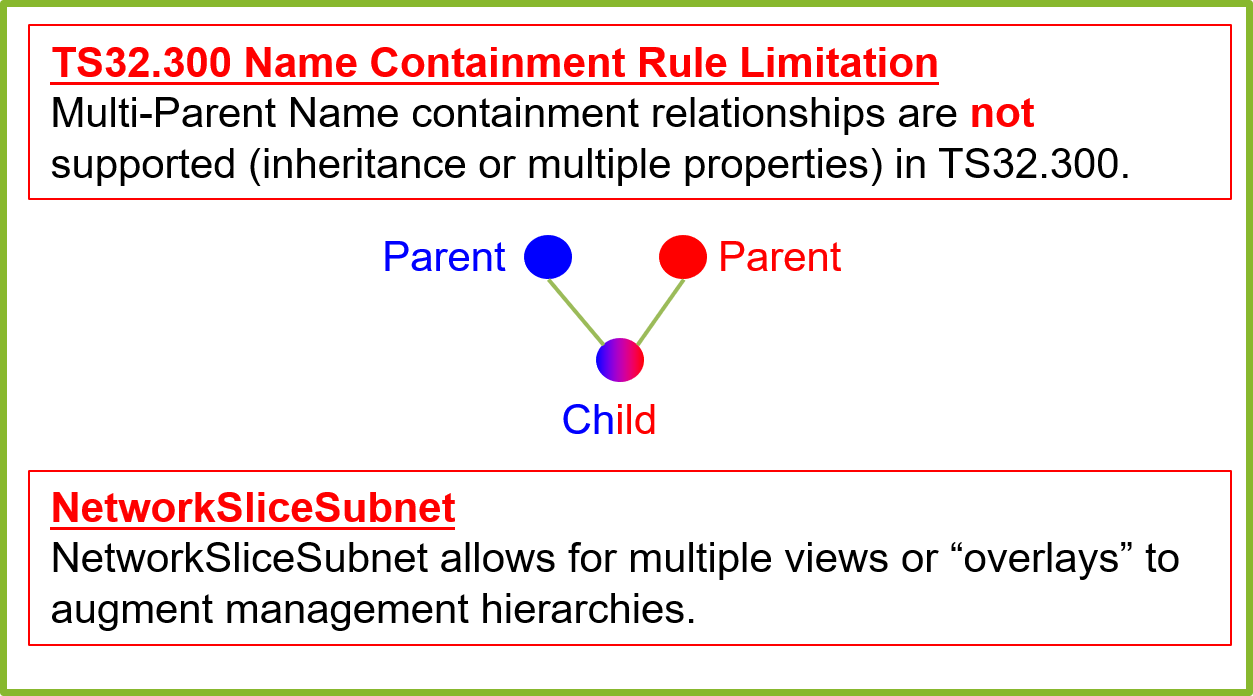 TS32.300 Name Containment Rule Limitation
Multi-Parent Name containment relationships are not
supported (inheritance or multiple properties) in TS32.300.
Parent Parent
Child
NetworkSliceSubnet
NetworkSliceSubnet allows for multiple views or “overlays” to
augment management hierarchies.